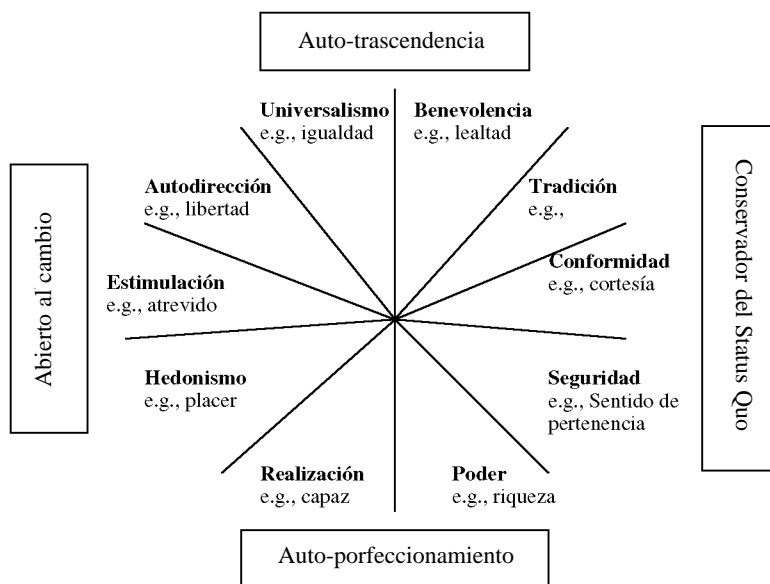 Auto-trascendencia
Universalismo
e.g., igualdad
Benevolencia
e.g., lealtad
Autodirección
e.g., libertad
Tradición
e.g.,
Estimulación
e.g., atrevido
Conformidad
e.g., cortesía
Hedonismo
e.g., placer
Seguridad
e.g., Sentido de
pertenencia
Realización
e.g., capaz
Poder
e.g., riqueza
Abierto al cambio
Conservador del Status Quo
Auto-porfeccionamiento